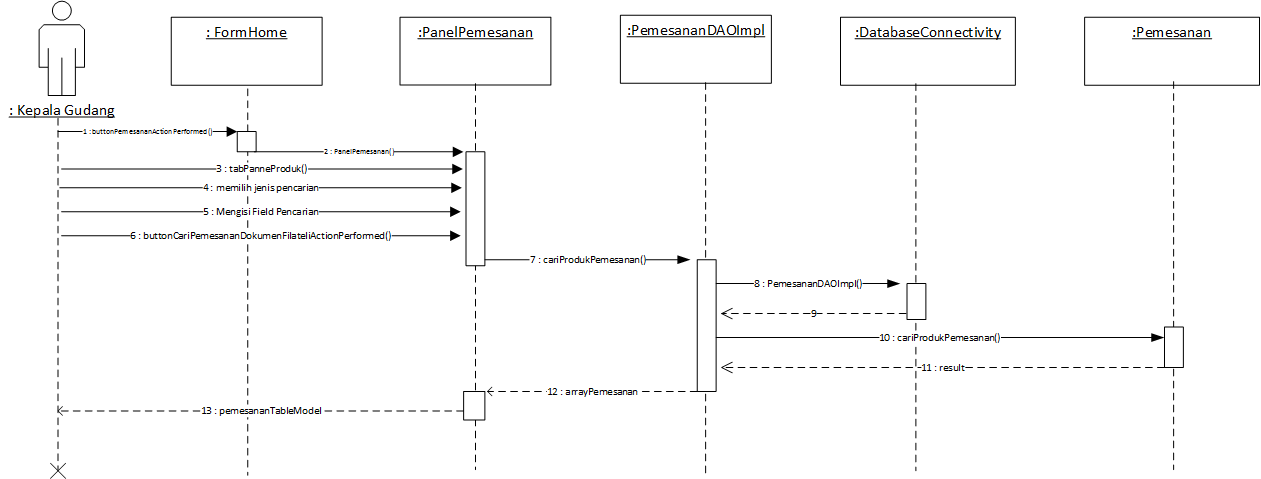 : FormHome
:PanelPemesanan
:PemesananDAOImpl
:DatabaseConnectivity
:Pemesanan
: Kepala Gudang
1 : buttonPemesananActionPerformed()
2 : PanelPemesanan()
3 : tabPanneProduk()
4 : memilih jenis pencarian
5 : Mengisi Field Pencarian
6 : buttonCariPemesananDokumenFilateliActionPerformed()
7 : cariProdukPemesanan()
8 : PemesananDAOImpl()
9
10 : cariProdukPemesanan()
11 : result
12 : arrayPemesanan
13 : pemesananTableModel